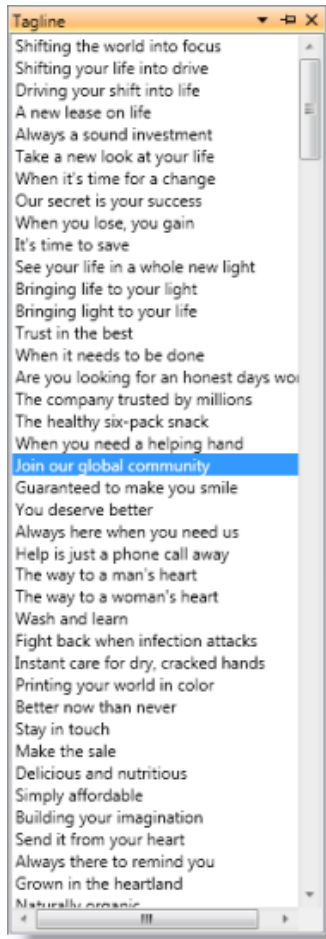 Tagline
Shifting the world into focus
Shifting your life into drive
Driving your shift into life
A new lease on life
Always a sound investment
Take a new look at your life
When it's time for a change
Our secret is your success
When you lose, you gain
It's time to save
See your life in a whole new light
Bringing life to your light
Bringing light to your life
Trust in the best
When it needs to be done
Are you looking for an honest days wor
The company trusted by millions
The healthy six-pack snack
When you need a helping hand
Join our global community
Guaranteed to make you smile
You deserve better
Always here when you need us
Help is just a phone call away
The way to a man's heart
The way to a woman's heart
Wash and learn
Fight back when infection attacks
Instant care for dry, cracked hands
Printing your world in color
Better now than never
Stay in touch
Make the sale
Delicious and nutritious
Simply affordable
Building your imagination
Send it from your heart
Always there to remind you
Grown in the heartland
Naturally organic